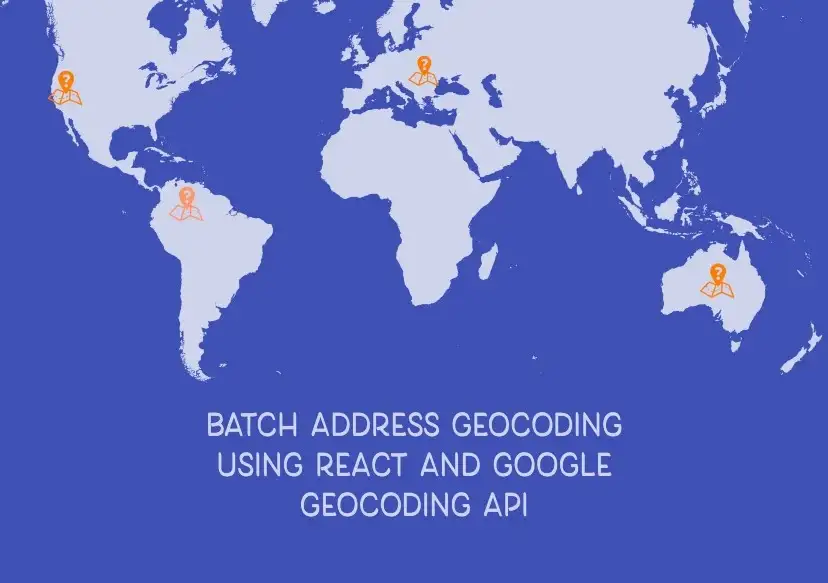 ?
?
?
?
BATCH ADDRESS GEOCODING
USING REACT AND GOOGLE
GEOCODING API